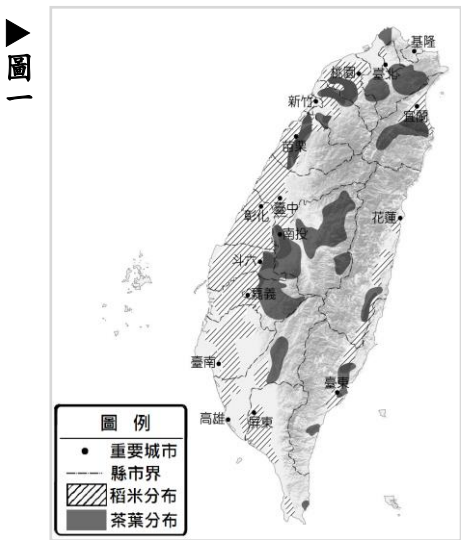 ▶圖一
基隆
桃園
臺北
新竹
宜蘭
苗栗
臺中
彰化
花蓮
南投
斗六
嘉義
臺南
臺東
高雄
屏東
圖 例
重要城市
縣市界
稻米分布
茶葉分布